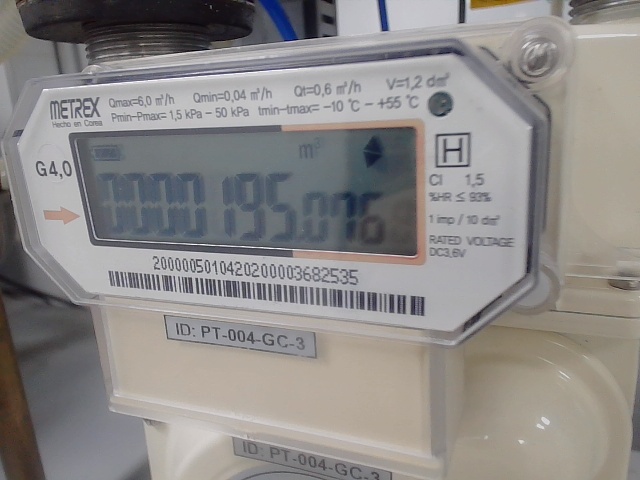 METREX
Hecho en Corea
Qmax=6,0 m³/h Qmin=0,04 m³/h Qt=0,6 m³/h V=1,2 dm³
Pmin-Pmax= 1,5 kPa - 50 kPa tmin-tmax= -10 °C - +55 °C
G4,0
m³
0000195.076
H
Cl 1,5
%HR ≤ 93%
1 imp / 10 dm³
RATED VOLTAGE
DC3,6V
2000005010420200003682535
ID: PT-004-GC-3
ID: PT-004-GC-3